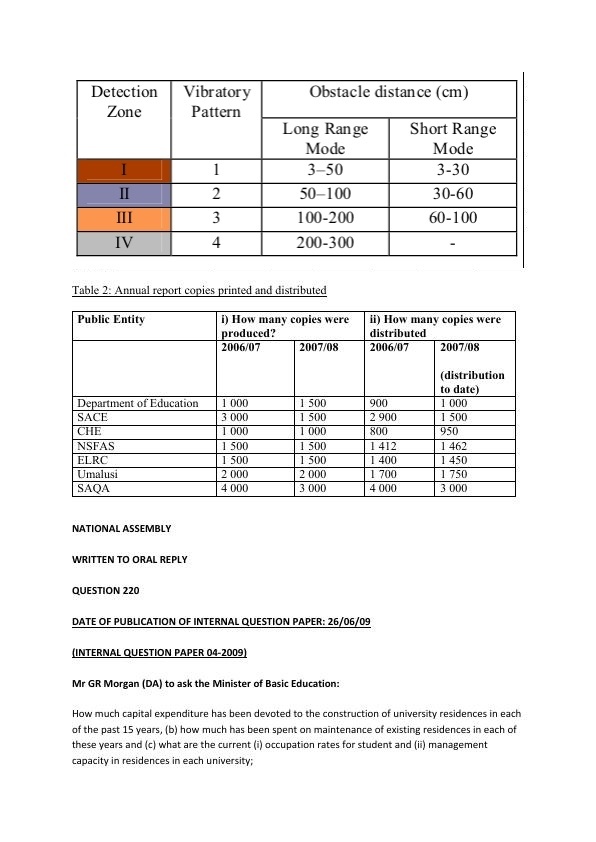 Detection Zone Vibratory Pattern Obstacle distance (cm)
Long Range Mode Short Range Mode
I 1 3–50 3-30
II 2 50–100 30-60
III 3 100-200 60-100
IV 4 200-300 -
Table 2: Annual report copies printed and distributed
Public Entity i) How many copies were produced? ii) How many copies were distributed
2006/07 2007/08 2006/07 2007/08 (distribution to date)
Department of Education 1 000 1 500 900 1 000
SACE 3 000 1 500 2 900 1 500
CHE 1 000 1 000 800 950
NSFAS 1 500 1 500 1 412 1 462
ELRC 1 500 1 500 1 400 1 450
Umalusi 2 000 2 000 1 700 1 750
SAQA 4 000 3 000 4 000 3 000
NATIONAL ASSEMBLY
WRITTEN TO ORAL REPLY
QUESTION 220
DATE OF PUBLICATION OF INTERNAL QUESTION PAPER: 26/06/09
(INTERNAL QUESTION PAPER 04-2009)
Mr GR Morgan (DA) to ask the Minister of Basic Education:
How much capital expenditure has been devoted to the construction of university residences in each
of the past 15 years, (b) how much has been spent on maintenance of existing residences in each of
these years and (c) what are the current (i) occupation rates for student and (ii) management
capacity in residences in each university;